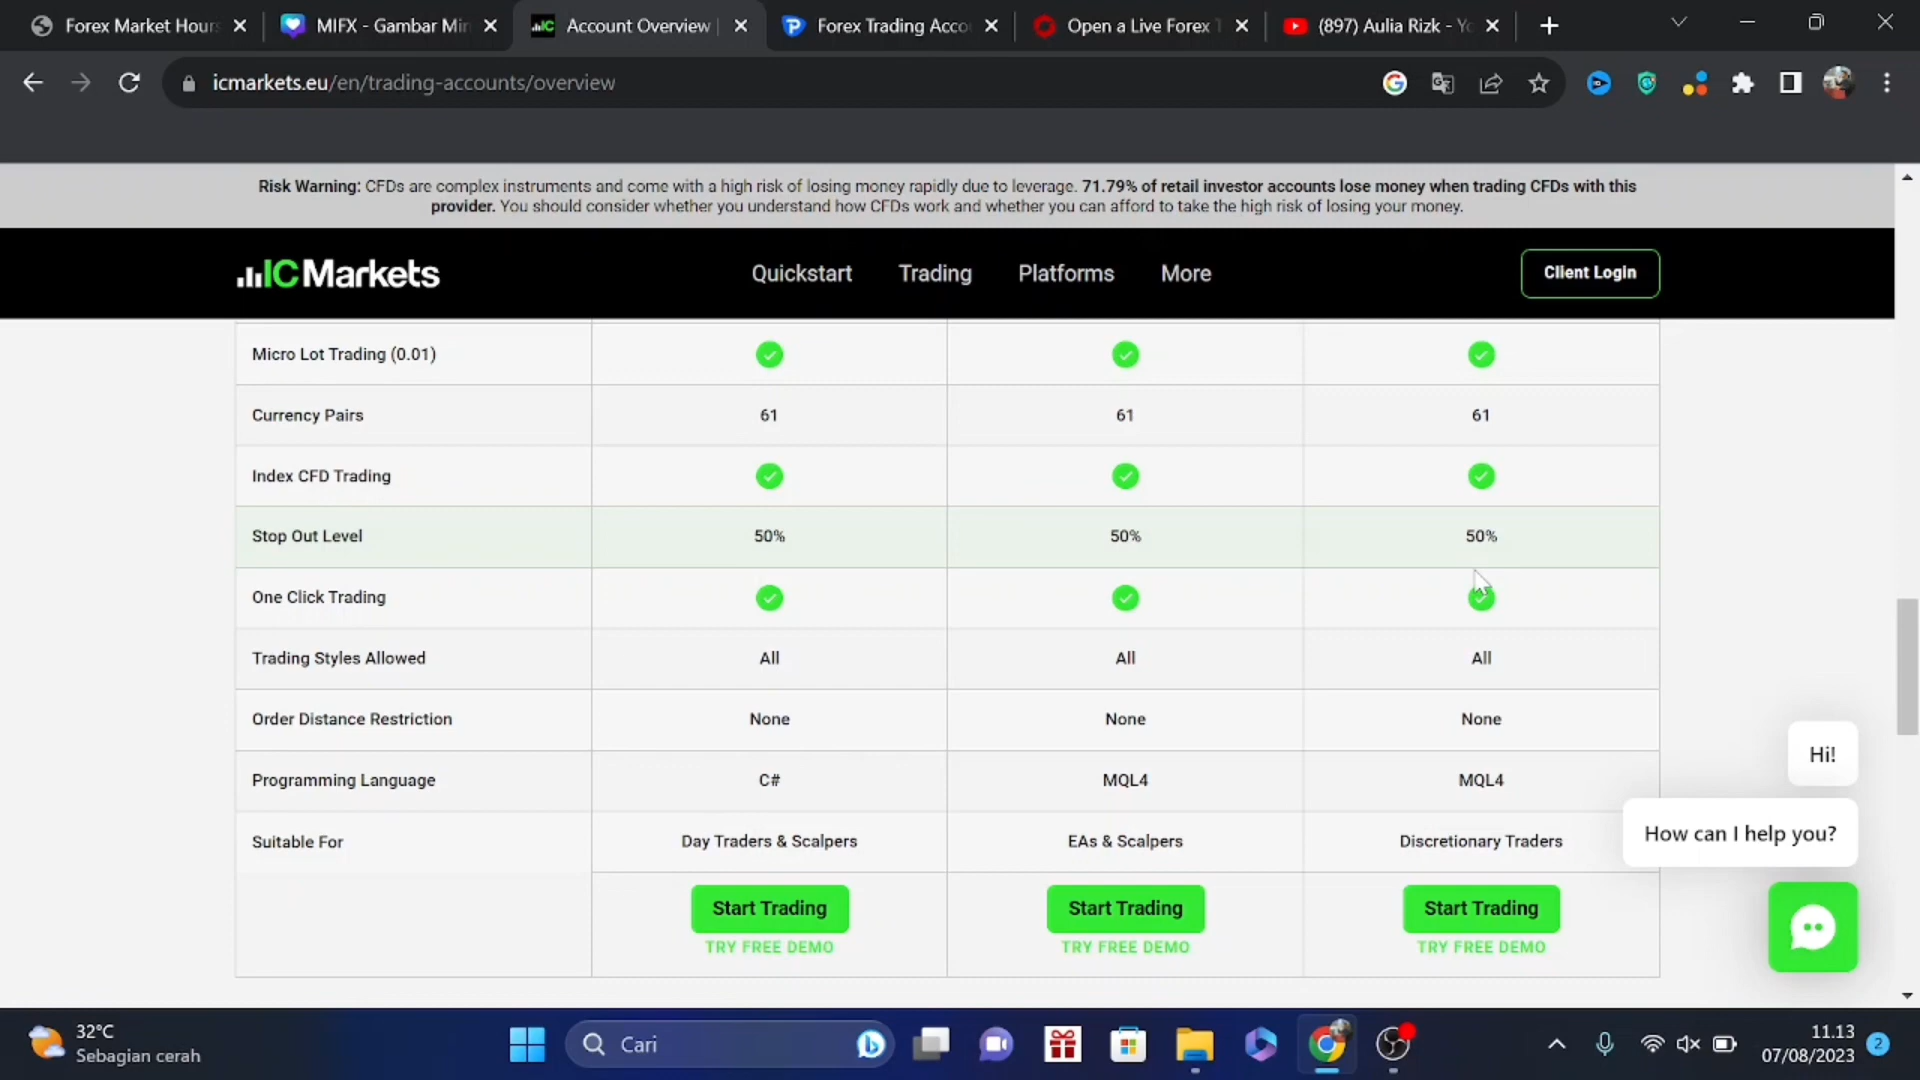 Forex Market Hours
MIFX - Gambar Min
Account Overview |
Forex Trading Acco
Open a Live Forex T
(897) Aulia Rizk - Yo
icmarkets.eu/en/trading-accounts/overview
Risk Warning: CFDs are complex instruments and come with a high risk of losing money rapidly due to leverage. 71.79% of retail investor accounts lose money when trading CFDs with this
provider. You should consider whether you understand how CFDs work and whether you can afford to take the high risk of losing your money.
IC Markets
Quickstart Trading Platforms More
Client Login
Micro Lot Trading (0.01)
Currency Pairs 61 61 61
Index CFD Trading
Stop Out Level 50% 50% 50%
One Click Trading
Trading Styles Allowed All All All
Order Distance Restriction None None None
Programming Language C# MQL4 MQL4
Suitable For Day Traders & Scalpers EAs & Scalpers Discretionary Traders
Start Trading Start Trading Start Trading
TRY FREE DEMO TRY FREE DEMO TRY FREE DEMO
Hi!
How can I help you?
32°C
Sebagian cerah
Cari
11.13
07/08/2023
2